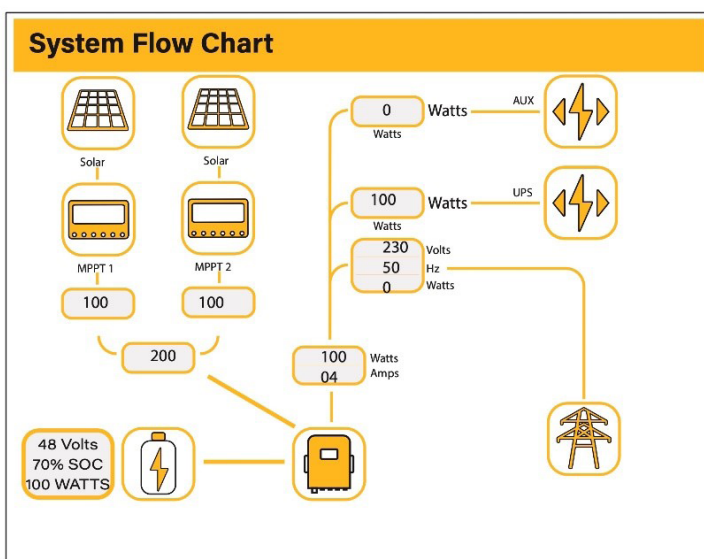 System Flow Chart
Solar
Solar
MPPT 1
MPPT 2
100
100
200
48 Volts
70% SOC
100 WATTS
0 Watts
Watts
AUX
100 Watts
Watts
UPS
230 Volts
50 Hz
0 Watts
100 Watts
04 Amps